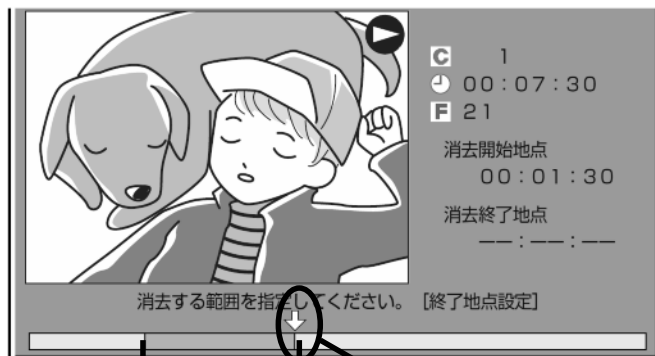 C 1
00:07:30
F 21
消去開始地点
00:01:30
消去終了地点
――:――:――
消去する範囲を指定してください。 [終了地点設定]